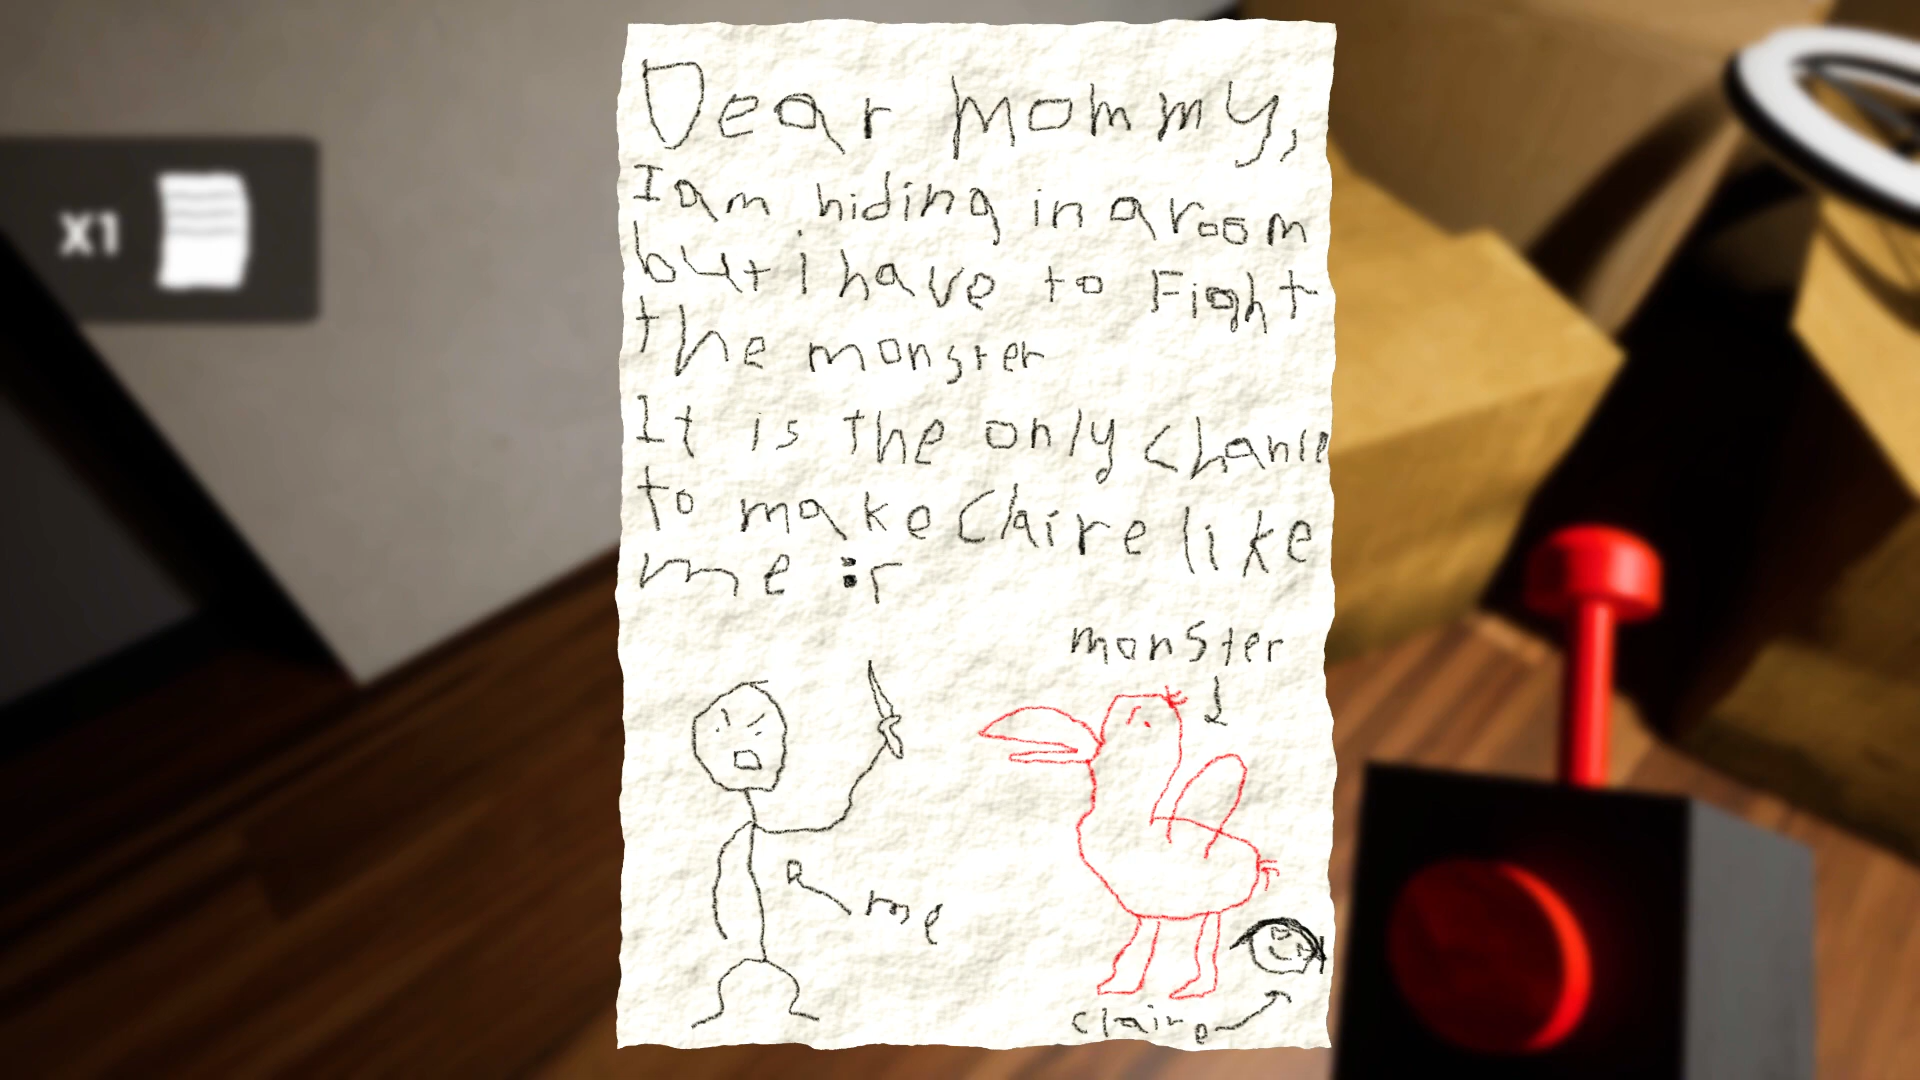 X1
Dear mommy,
I am hiding in a room
but i have to Fight
the monster
It is the only chance
to make Claire like
me :r
monster
me
claire